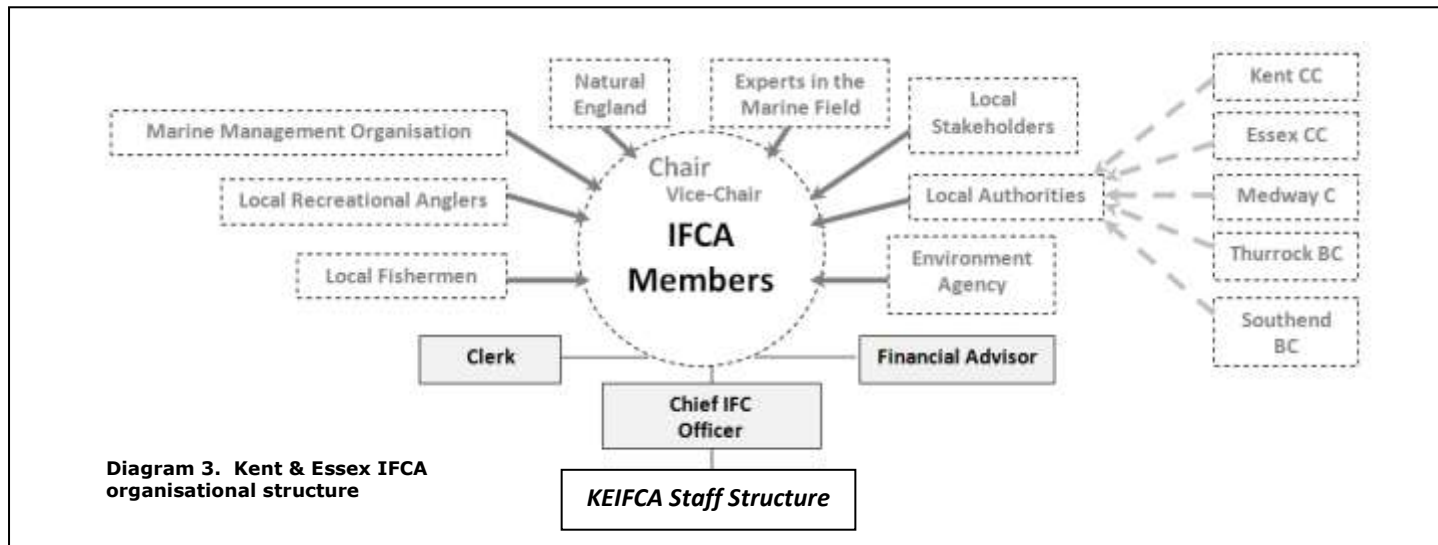 Natural
England
Experts in the
Marine Field
Local
Stakeholders
Kent CC
Marine Management Organisation
Essex CC
Chair
Vice-Chair
Local Recreational Anglers
Local Authorities
Medway C
IFCA
Members
Local Fishermen
Environment
Agency
Thurrock BC
Southend
BC
Clerk
Financial Advisor
Chief IFC
Officer
Diagram 3. Kent & Essex IFCA
organisational structure
KEIFCA Staff Structure